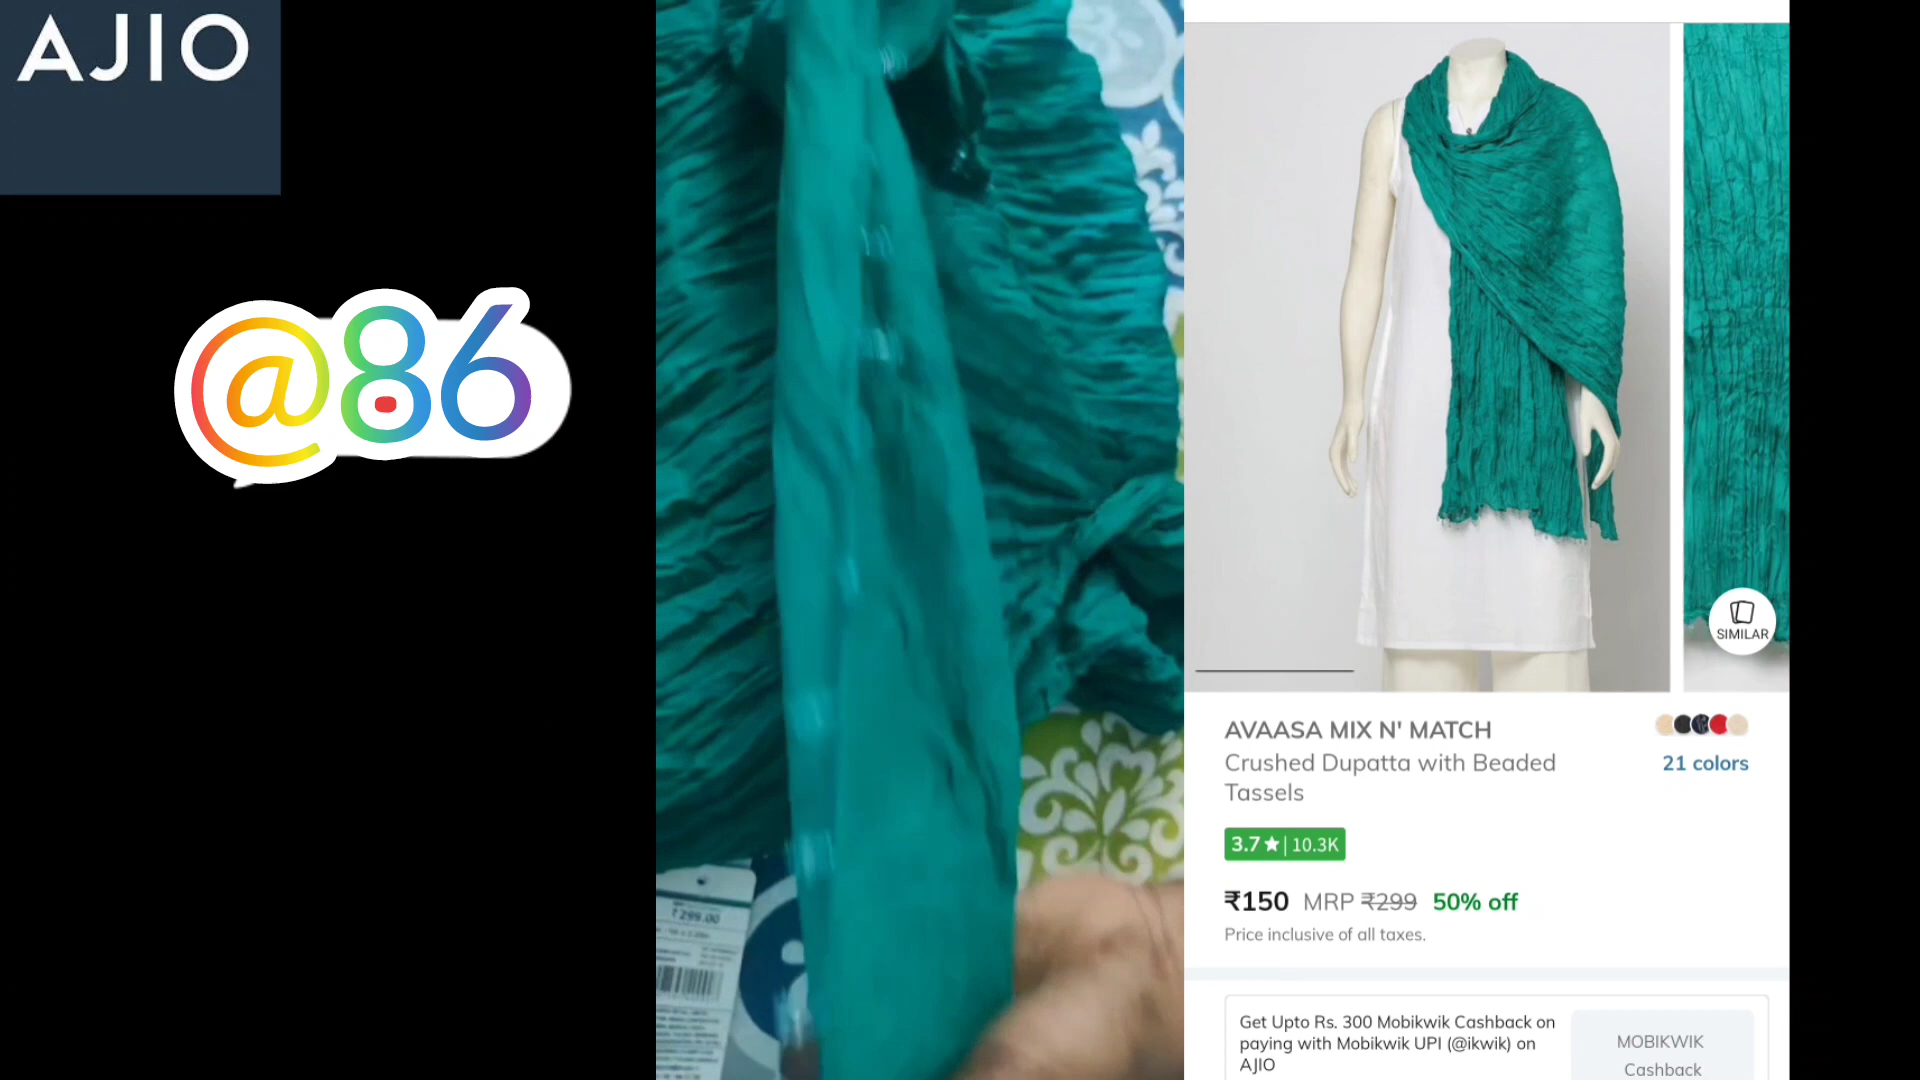 AJIO
@86
₹299.00
SIMILAR
AVAASA MIX N' MATCH
Crushed Dupatta with Beaded
Tassels
21 colors
3.7★|10.3K
₹150 MRP ₹299 50% off
Price inclusive of all taxes.
Get Upto Rs. 300 Mobikwik Cashback on
paying with Mobikwik UPI (@ikwik) on
AJIO
MOBIKWIK
Cashback